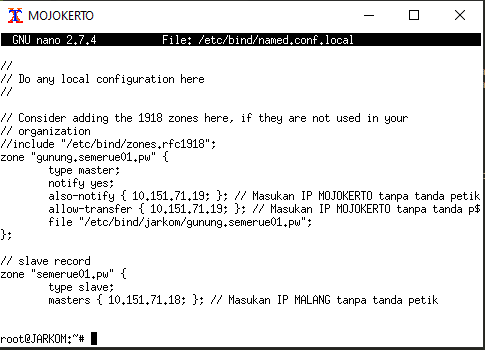 MOJOKERTO
GNU nano 2.7.4 File: /etc/bind/named.conf.local
//
// Do any local configuration here
//
// Consider adding the 1918 zones here, if they are not used in your
// organization
//include "/etc/bind/zones.rfc1918";
zone "gunung.semerue01.pw" {
type master;
notify yes;
also-notify { 10.151.71.19; }; // Masukan IP MOJOKERTO tanpa tanda petik
allow-transfer { 10.151.71.19; }; // Masukan IP MOJOKERTO tanpa tanda p$
file "/etc/bind/jarkom/gunung.semerue01.pw";
};
// slave record
zone "semerue01.pw" {
type slave;
masters { 10.151.71.18; }; // Masukan IP MALANG tanpa tanda petik
root@JARKOM:~#